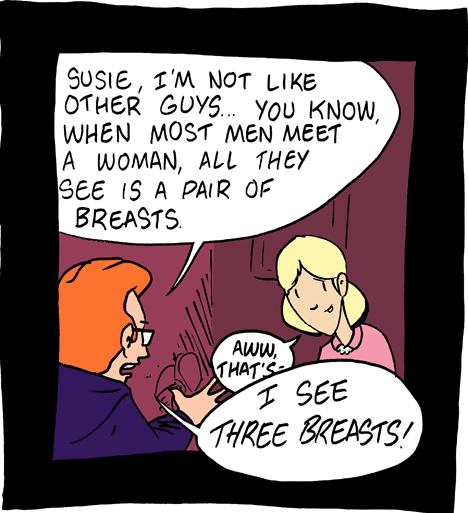 SUSIE, I'M NOT LIKE
OTHER GUYS... YOU KNOW,
WHEN MOST MEN MEET
A WOMAN, ALL THEY
SEE IS A PAIR OF
BREASTS.
AWW,
THAT'S-
I SEE
THREE BREASTS!